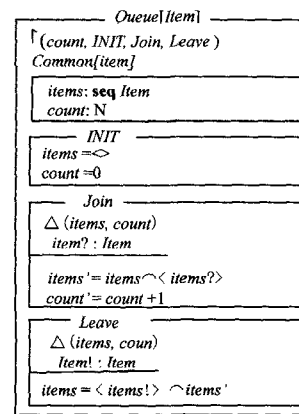 Queue[Item]
↾(count, INIT, Join, Leave )
Common[item]
items: seq Item
count: N
INIT
items =<>
count =0
Join
△ (items, count)
item? : Item
items '= items⌒< items?>
count '= count +1
Leave
△ (items, coun)
Item! : Item
items = < items!> ⌒items '